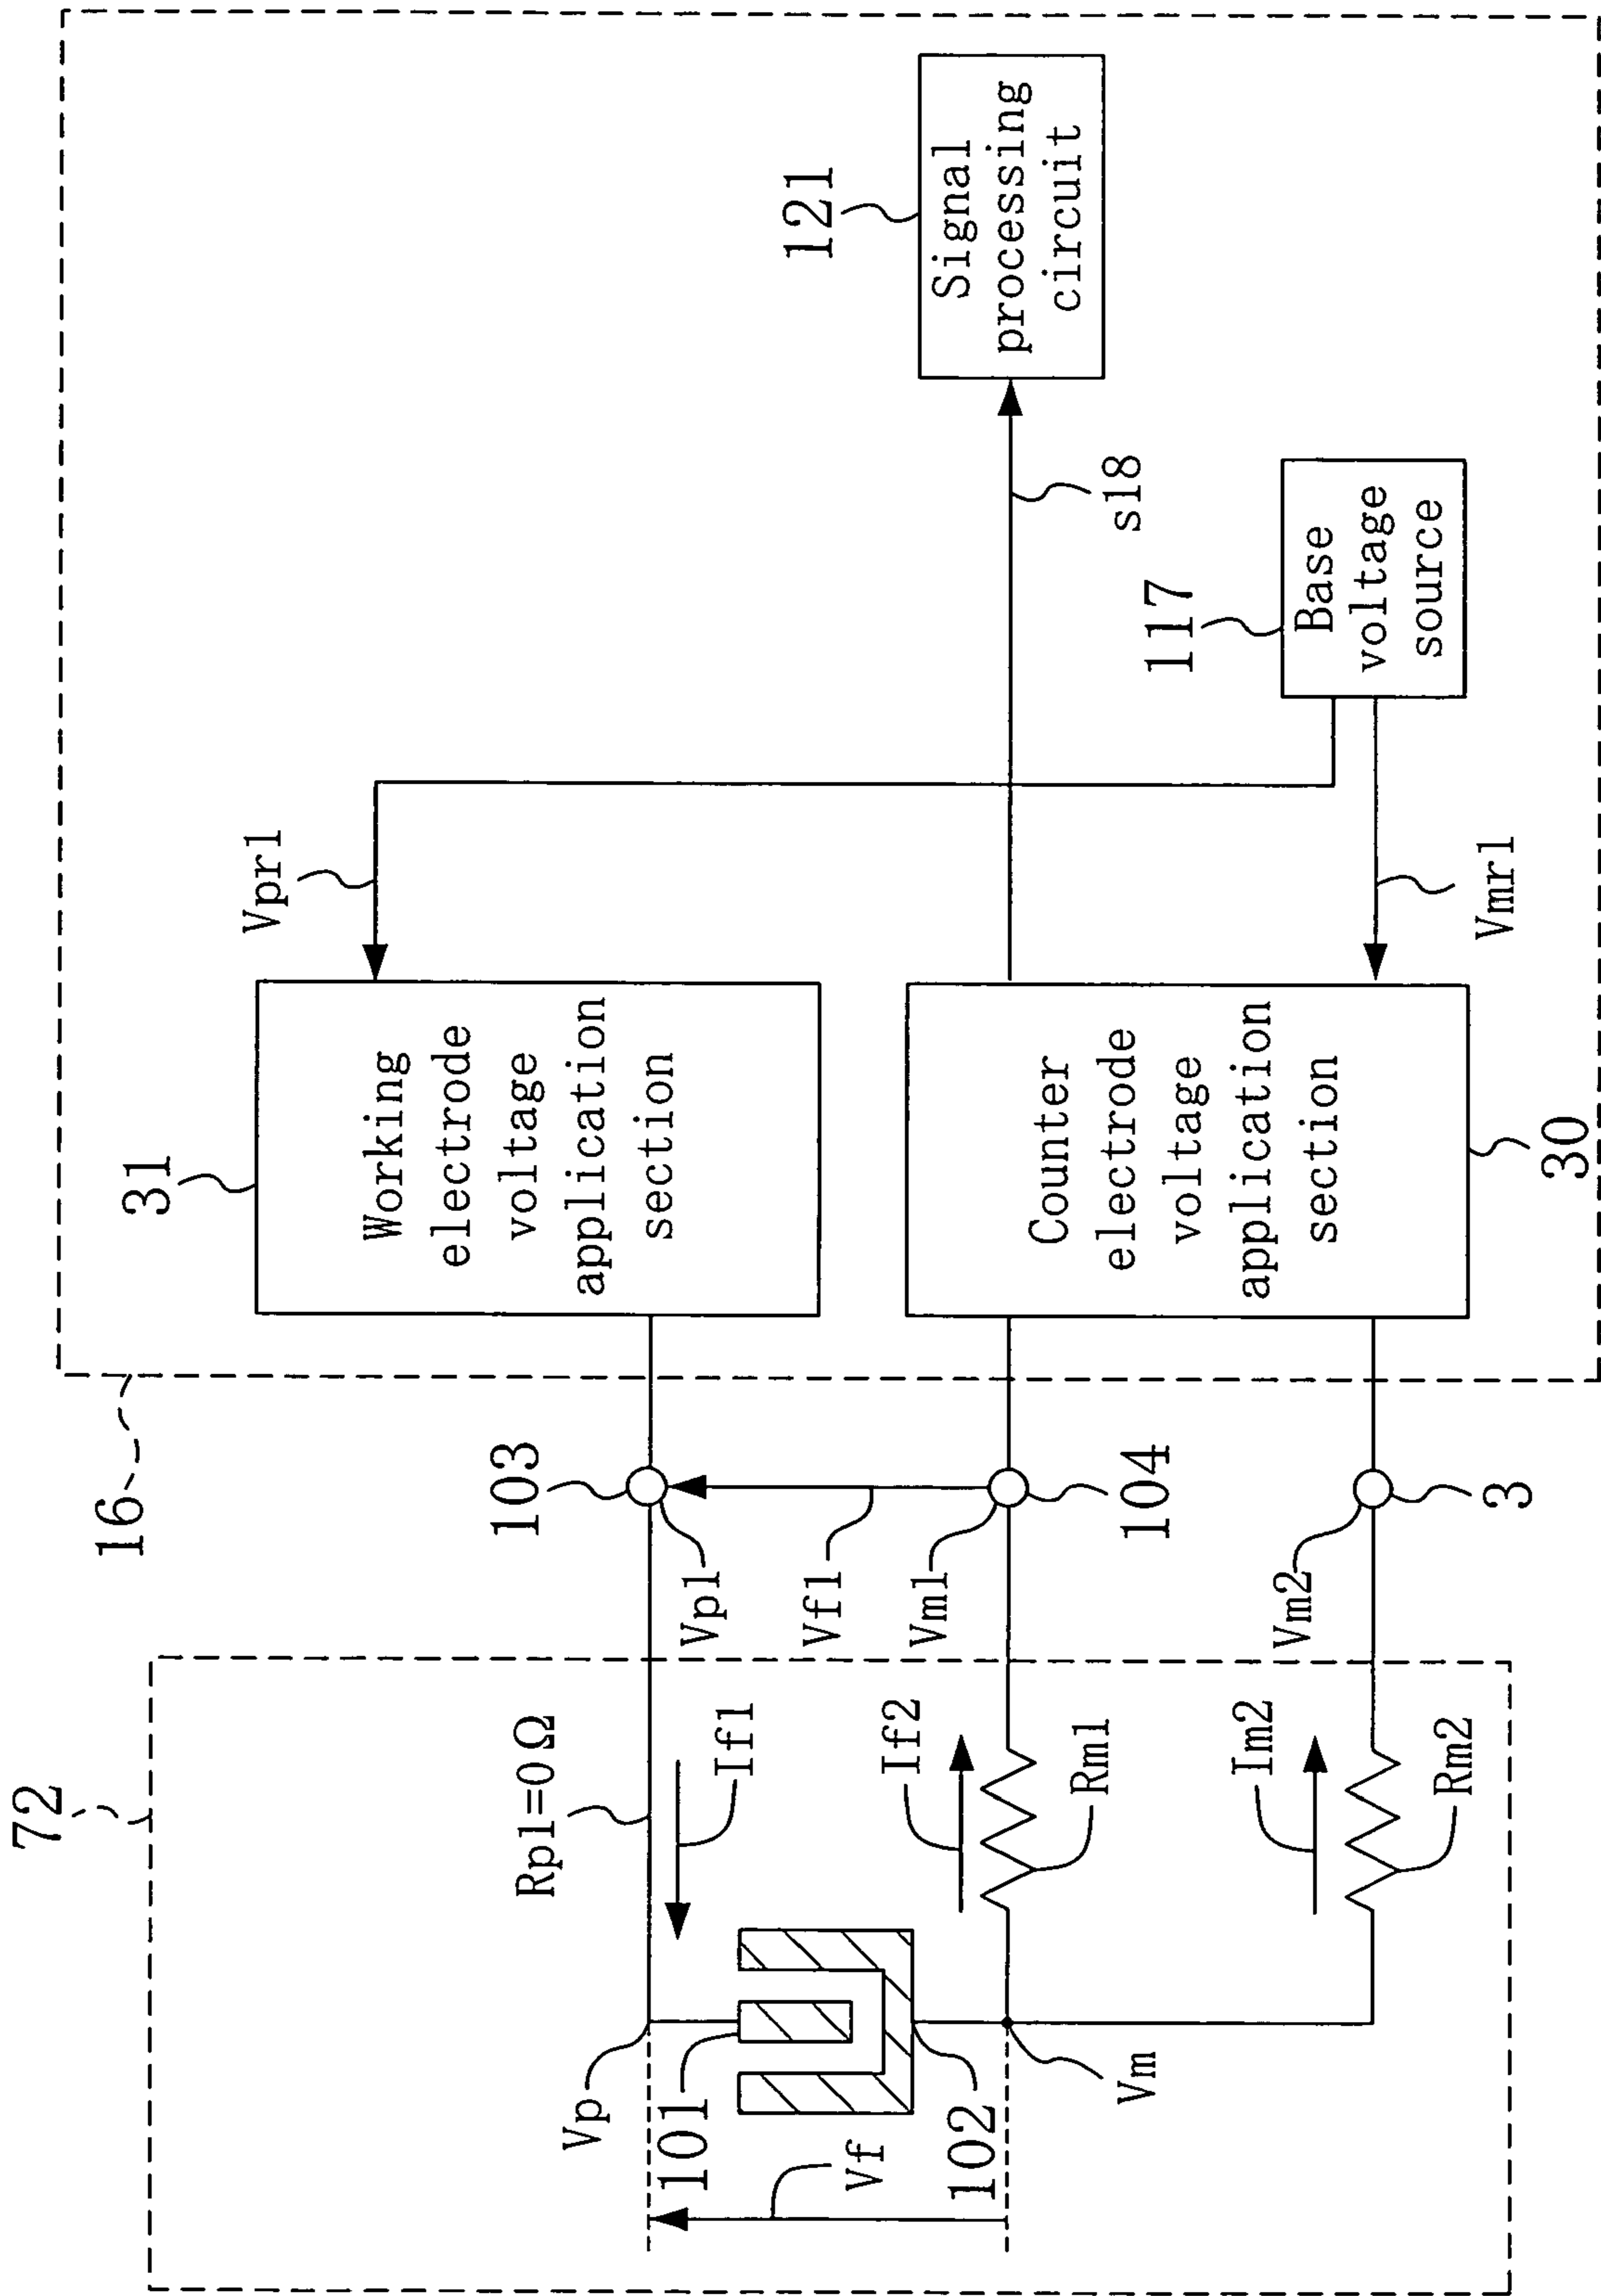 72
16
31
Working
electrode
voltage
application
section
Vpr1
121
Signal
processing
circuit
s18
117
Base
voltage
source
Vmr1
Counter
electrode
voltage
application
section
30
103
Vp1
Vf1
Vm1
104
Vm2
3
Rp1=0Ω
If1
If2
Rm1
Im2
Rm2
Vp
101
Vf
102
Vm